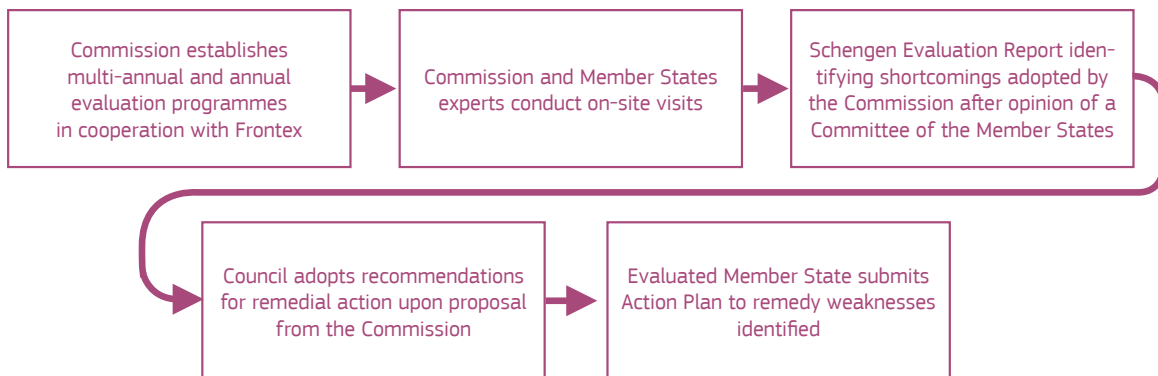 Commission establishes
multi-annual and annual
evaluation programmes
in cooperation with Frontex
Commission and Member States
experts conduct on-site visits
Schengen Evaluation Report iden-
tifying shortcomings adopted by
the Commission after opinion of a
Committee of the Member States
Council adopts recommendations
for remedial action upon proposal
from the Commission
Evaluated Member State submits
Action Plan to remedy weaknesses
identified